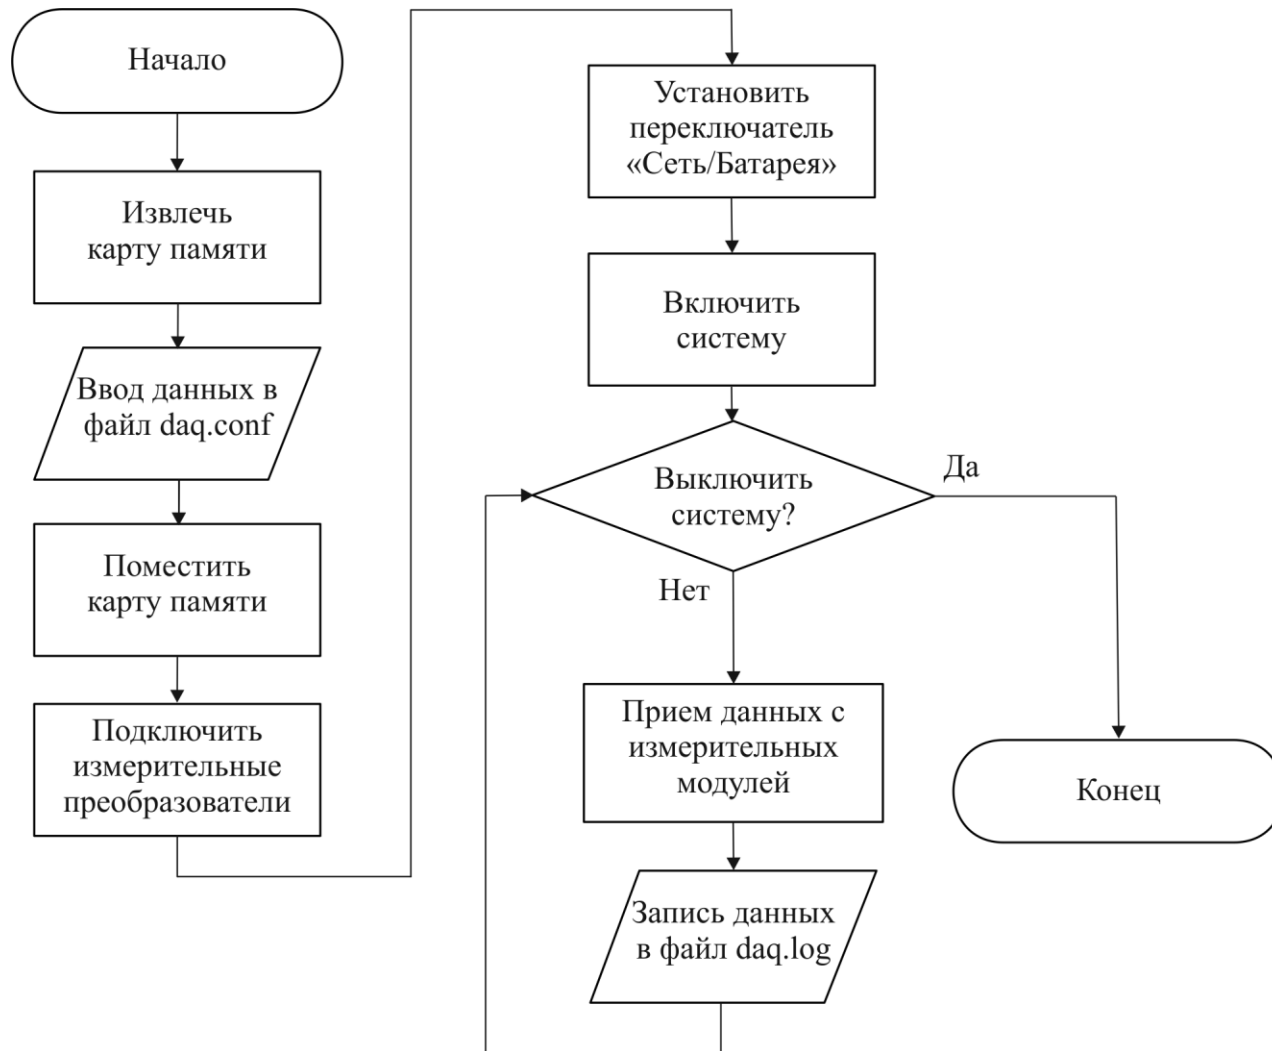 Начало
Извлечь
карту памяти
Ввод данных в
файл daq.conf
Поместить
карту памяти
Подключить
измерительные
преобразователи
Установить
переключатель
«Сеть/Батарея»
Включить
систему
Выключить
систему?
Да
Нет
Прием данных с
измерительных
модулей
Запись данных
в файл daq.log
Конец